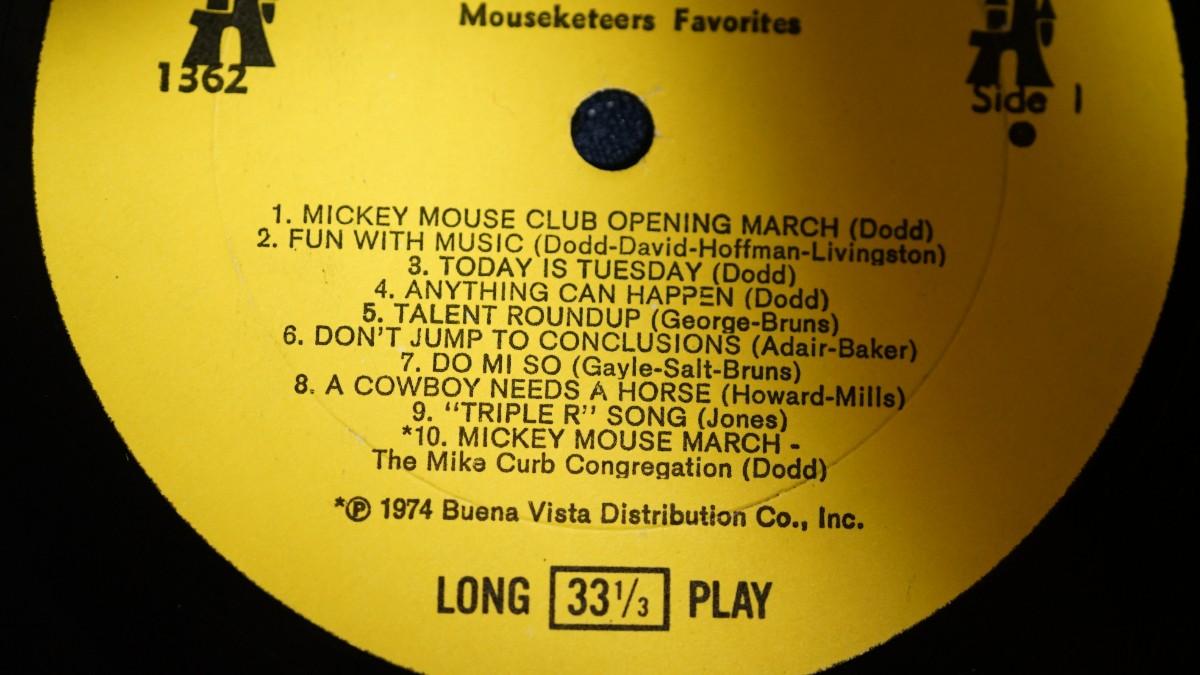 Mouseketeers Favorites
1362
Side 1
1. MICKEY MOUSE CLUB OPENING MARCH (Dodd)
2. FUN WITH MUSIC (Dodd-David-Hoffman-Livingston)
3. TODAY IS TUESDAY (Dodd)
4. ANYTHING CAN HAPPEN (Dodd)
5. TALENT ROUNDUP (George-Bruns)
6. DON'T JUMP TO CONCLUSIONS (Adair-Baker)
7. DO MI SO (Gayle-Salt-Bruns)
8. A COWBOY NEEDS A HORSE (Howard-Mills)
9. “TRIPLE R” SONG (Jones)
*10. MICKEY MOUSE MARCH -
The Mike Curb Congregation (Dodd)
*℗ 1974 Buena Vista Distribution Co., Inc.
LONG 33⅓ PLAY